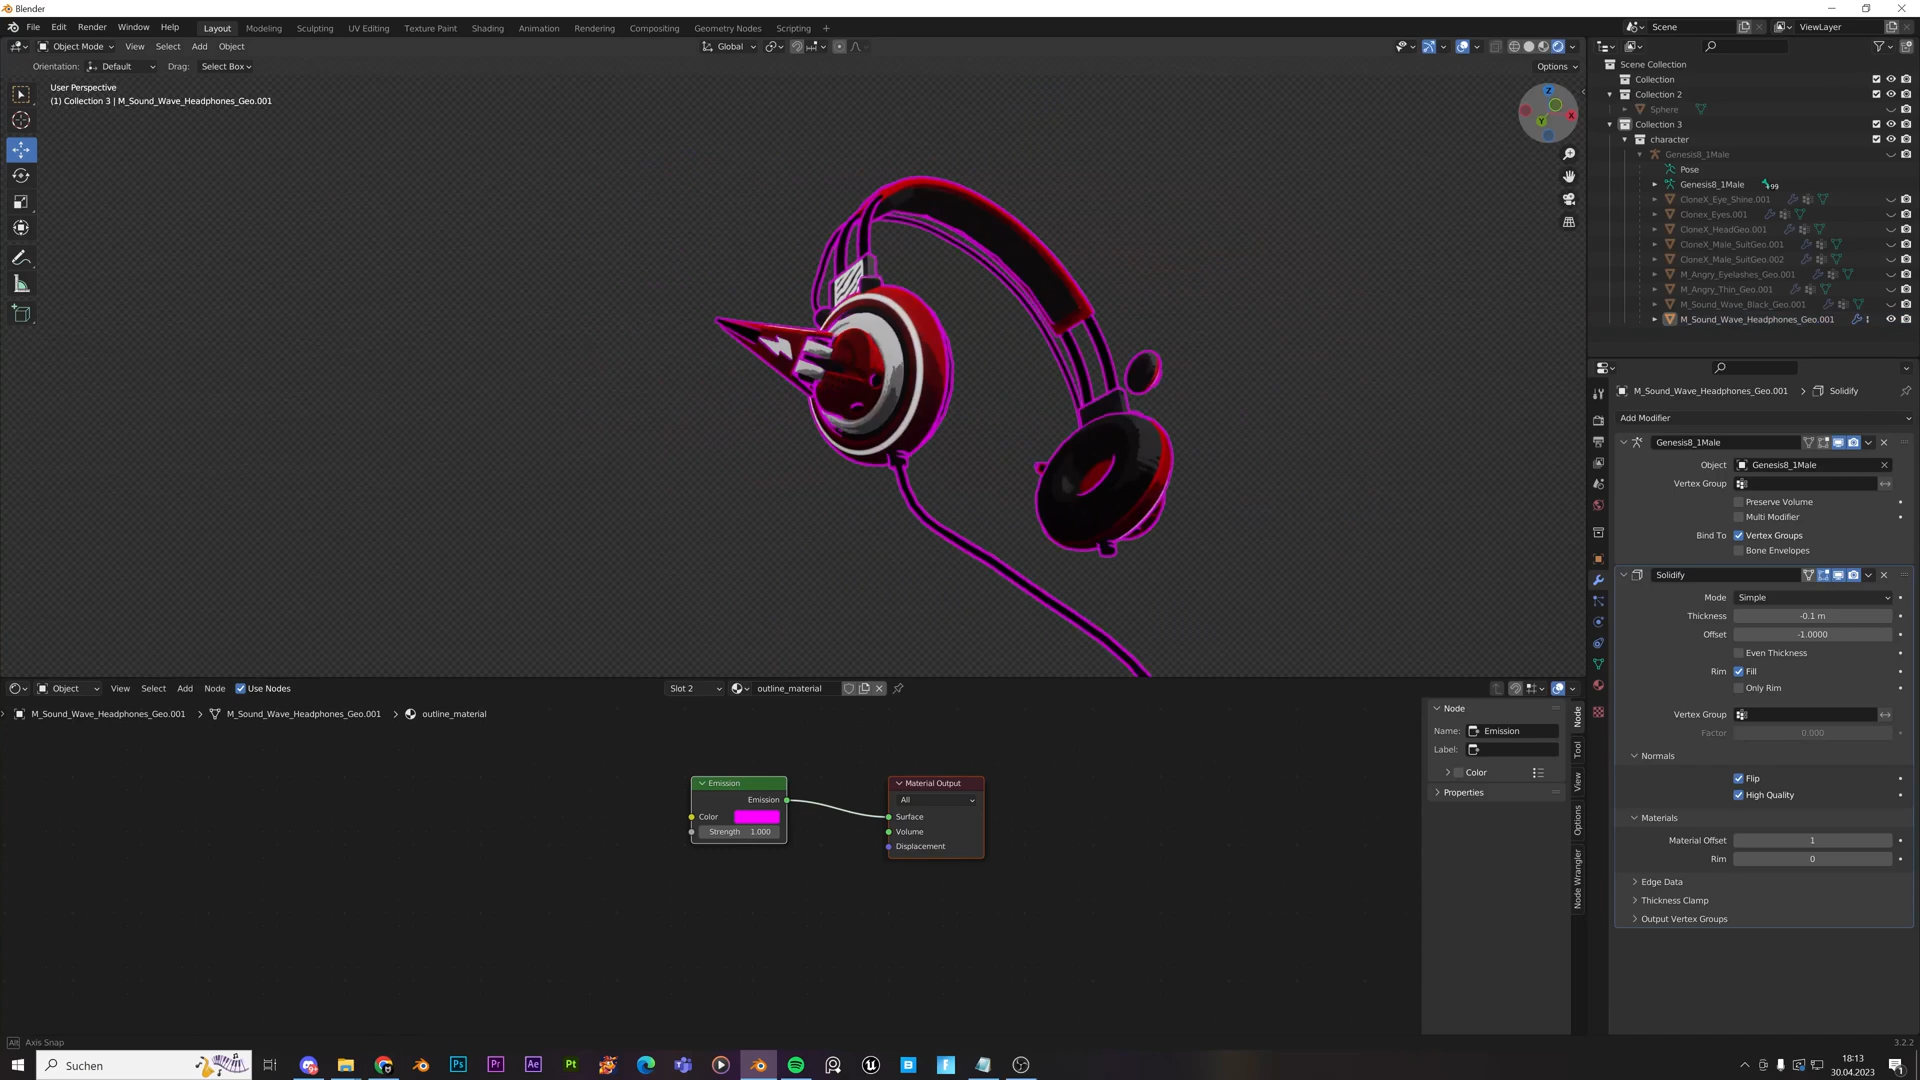 Blender
File Edit Render Window Help Layout Modeling Sculpting UV Editing Texture Paint Shading Animation Rendering Compositing Geometry Nodes Scripting + Scene ViewLayer
Object Mode View Select Add Object Global
Orientation: Default Drag: Select Box Options
User Perspective
(1) Collection 3 | M_Sound_Wave_Headphones_Geo.001
Z
X
Y
Scene Collection
Collection
Collection 2
Sphere
Collection 3
character
Genesis8_1Male
Pose
Genesis8_1Male 99
CloneX_Eye_Shine.001
Clonex_Eyes.001
CloneX_HeadGeo.001
CloneX_Male_SuitGeo.001
CloneX_Male_SuitGeo.002
M_Angry_Eyelashes_Geo.001
M_Angry_Thin_Geo.001
M_Sound_Wave_Black_Geo.001
M_Sound_Wave_Headphones_Geo.001
M_Sound_Wave_Headphones_Geo.001 > Solidify
Add Modifier
Genesis8_1Male
Object Genesis8_1Male
Vertex Group
Preserve Volume
Multi Modifier
Bind To Vertex Groups
Bone Envelopes
Solidify
Mode Simple
Thickness -0.1 m
Offset -1.0000
Even Thickness
Rim Fill
Only Rim
Vertex Group
Factor 0.000
Normals
Flip
High Quality
Materials
Material Offset 1
Rim 0
Edge Data
Thickness Clamp
Output Vertex Groups
Object View Select Add Node Use Nodes Slot 2 outline_material
M_Sound_Wave_Headphones_Geo.001 > M_Sound_Wave_Headphones_Geo.001 > outline_material
Emission
Emission
Color
Strength 1.000
Material Output
All
Surface
Volume
Displacement
Node
Name: Emission
Label:
Color
Properties
Node
Tool
View
Options
Node Wrangler
Alt Axis Snap 3.2.2
Suchen
Ps
Pr
Ae
Pt
18:13
30.04.2023